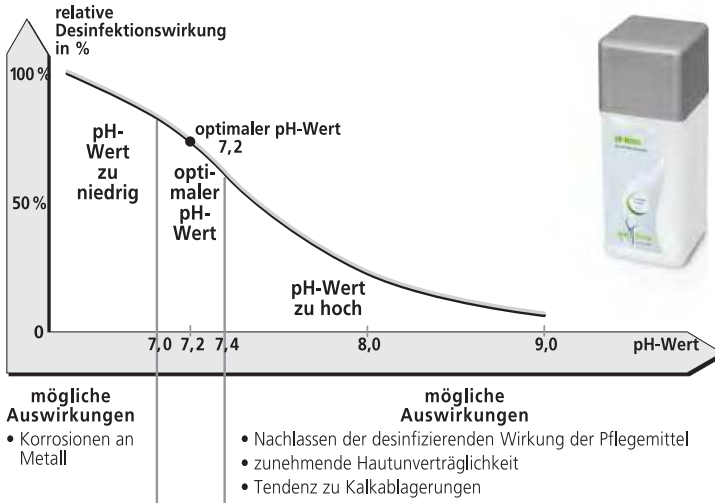 relative
Desinfektionswirkung
in %
100 %
50 %
0
pH-
Wert
zu
niedrig
optimaler pH-Wert
7,2
opti-
maler
pH-
Wert
pH-Wert
zu hoch
7,0 7,2 7,4 8,0 9,0 pH-Wert
mögliche
Auswirkungen
• Korrosionen an
Metall
mögliche
Auswirkungen
• Nachlassen der desinfizierenden Wirkung der Pflegemittel
• zunehmende Hautunverträglichkeit
• Tendenz zu Kalkablagerungen